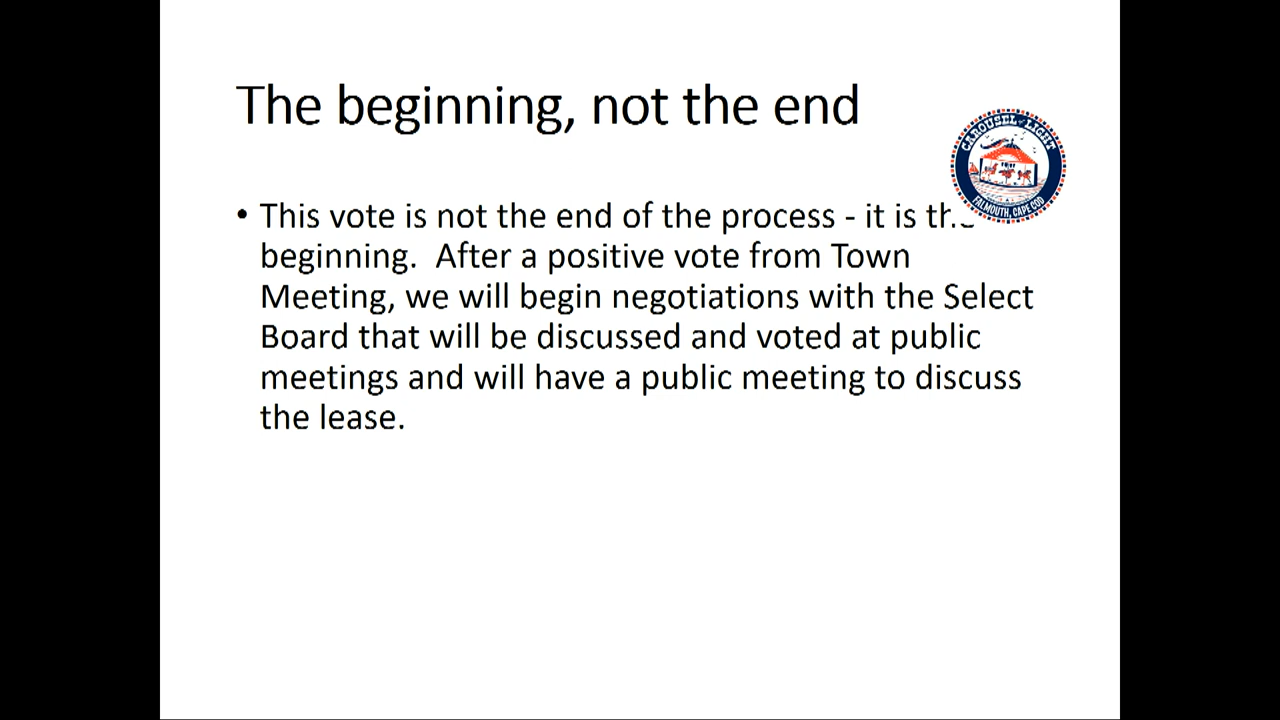 The beginning, not the end
CAROUSEL of LIGHT
FALMOUTH, CAPE COD
• This vote is not the end of the process - it is the
beginning.  After a positive vote from Town
Meeting, we will begin negotiations with the Select
Board that will be discussed and voted at public
meetings and will have a public meeting to discuss
the lease.